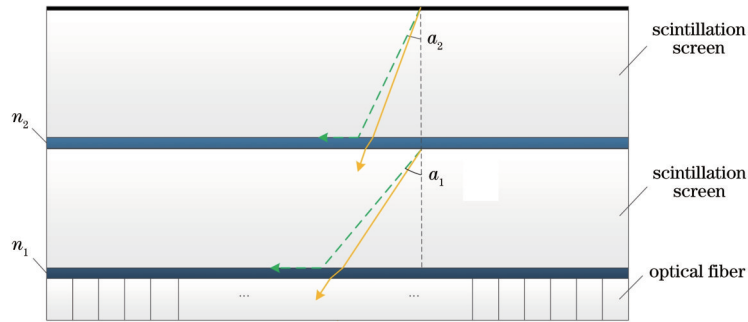 a₂
scintillation
screen
n₂
a₁
scintillation
screen
n₁
optical fiber
...
...